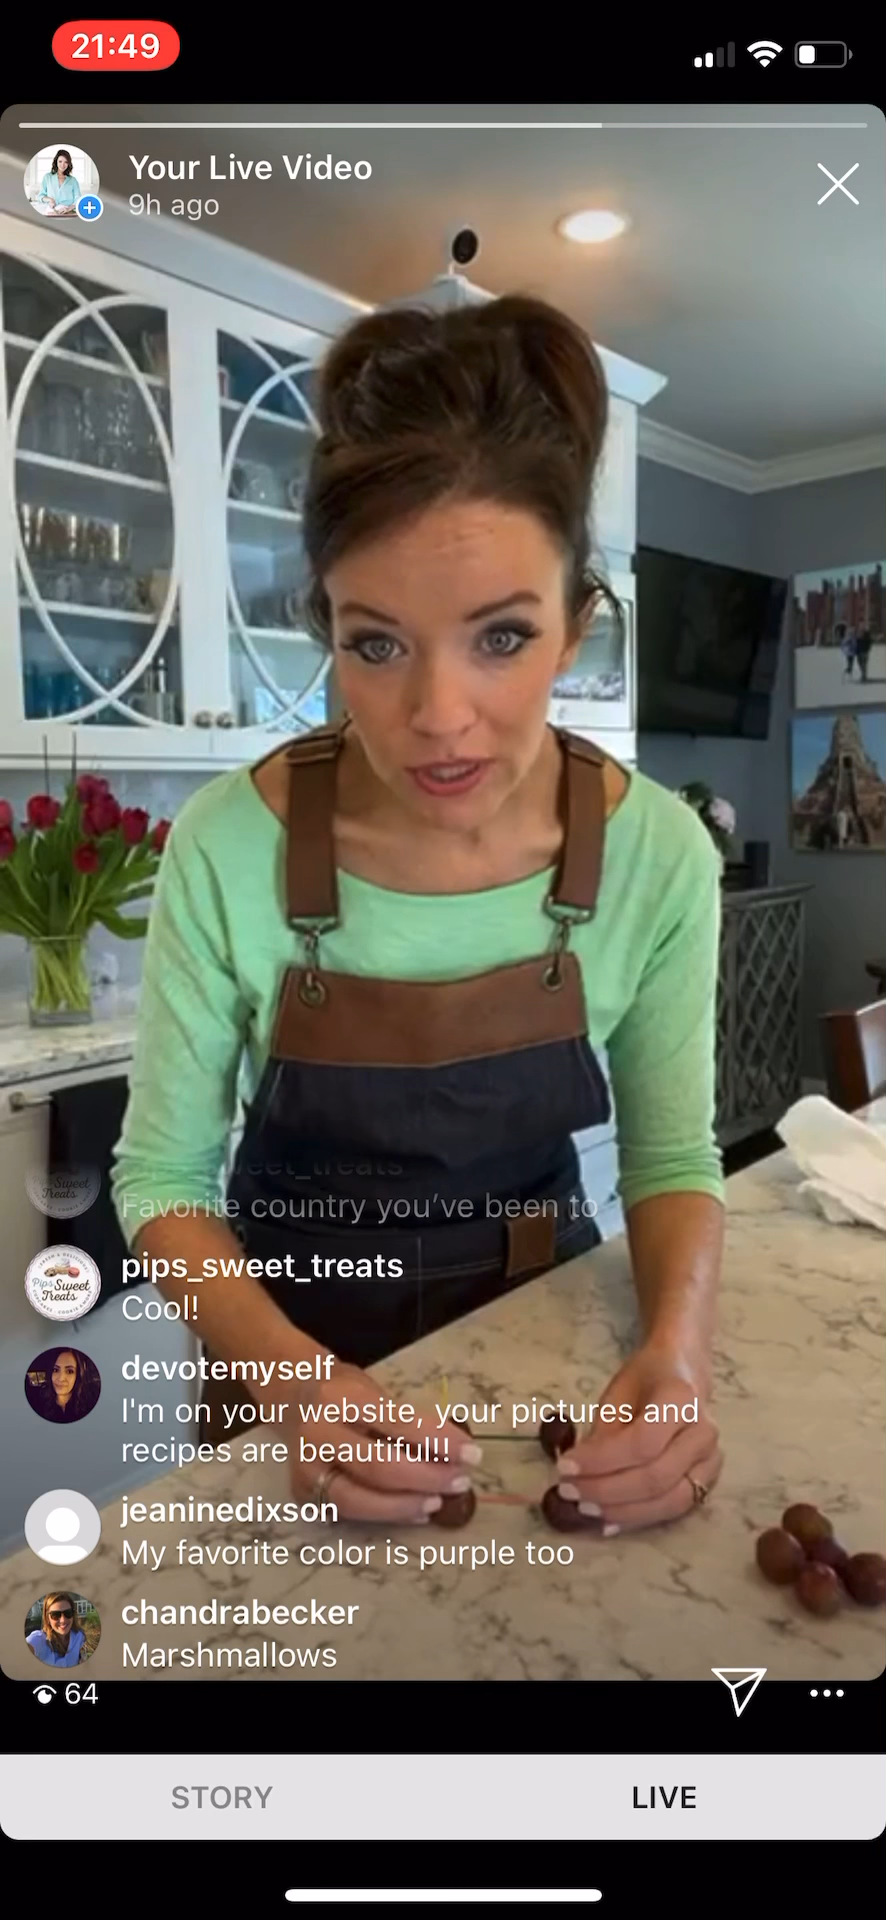 21:49
Your Live Video
9h ago
Favorite country you've been to
pips_sweet_treats
Cool!
devotemyself
I'm on your website, your pictures and
recipes are beautiful!!
jeaninedixson
My favorite color is purple too
chandrabecker
Marshmallows
64
STORY
LIVE